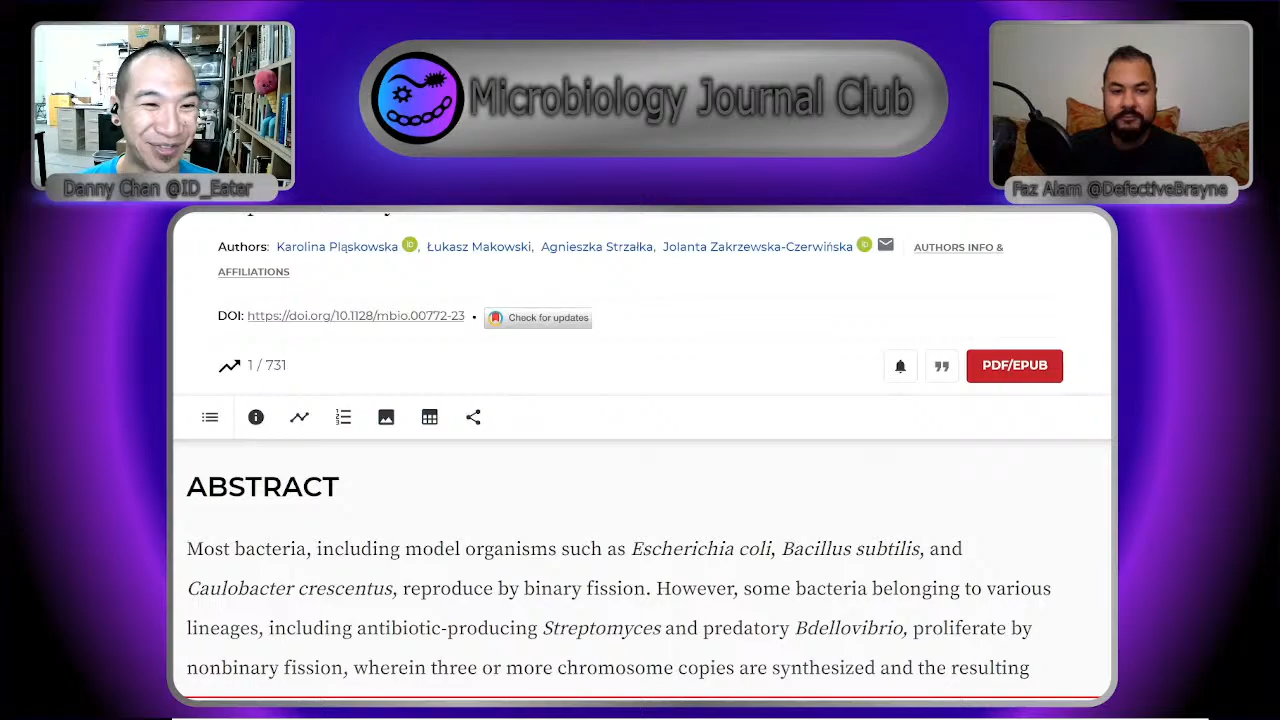 Microbiology Journal Club
Danny Chan @ID_Eater
Faz Alam @DefectiveBrayne
Authors: Karolina Pląskowska iD, Łukasz Makowski, Agnieszka Strzałka, Jolanta Zakrzewska-Czerwińska iD AUTHORS INFO &
AFFILIATIONS
DOI: https://doi.org/10.1128/mbio.00772-23 • Check for updates
1 / 731
PDF/EPUB
ABSTRACT
Most bacteria, including model organisms such as Escherichia coli, Bacillus subtilis, and
Caulobacter crescentus, reproduce by binary fission. However, some bacteria belonging to various
lineages, including antibiotic-producing Streptomyces and predatory Bdellovibrio, proliferate by
nonbinary fission, wherein three or more chromosome copies are synthesized and the resulting